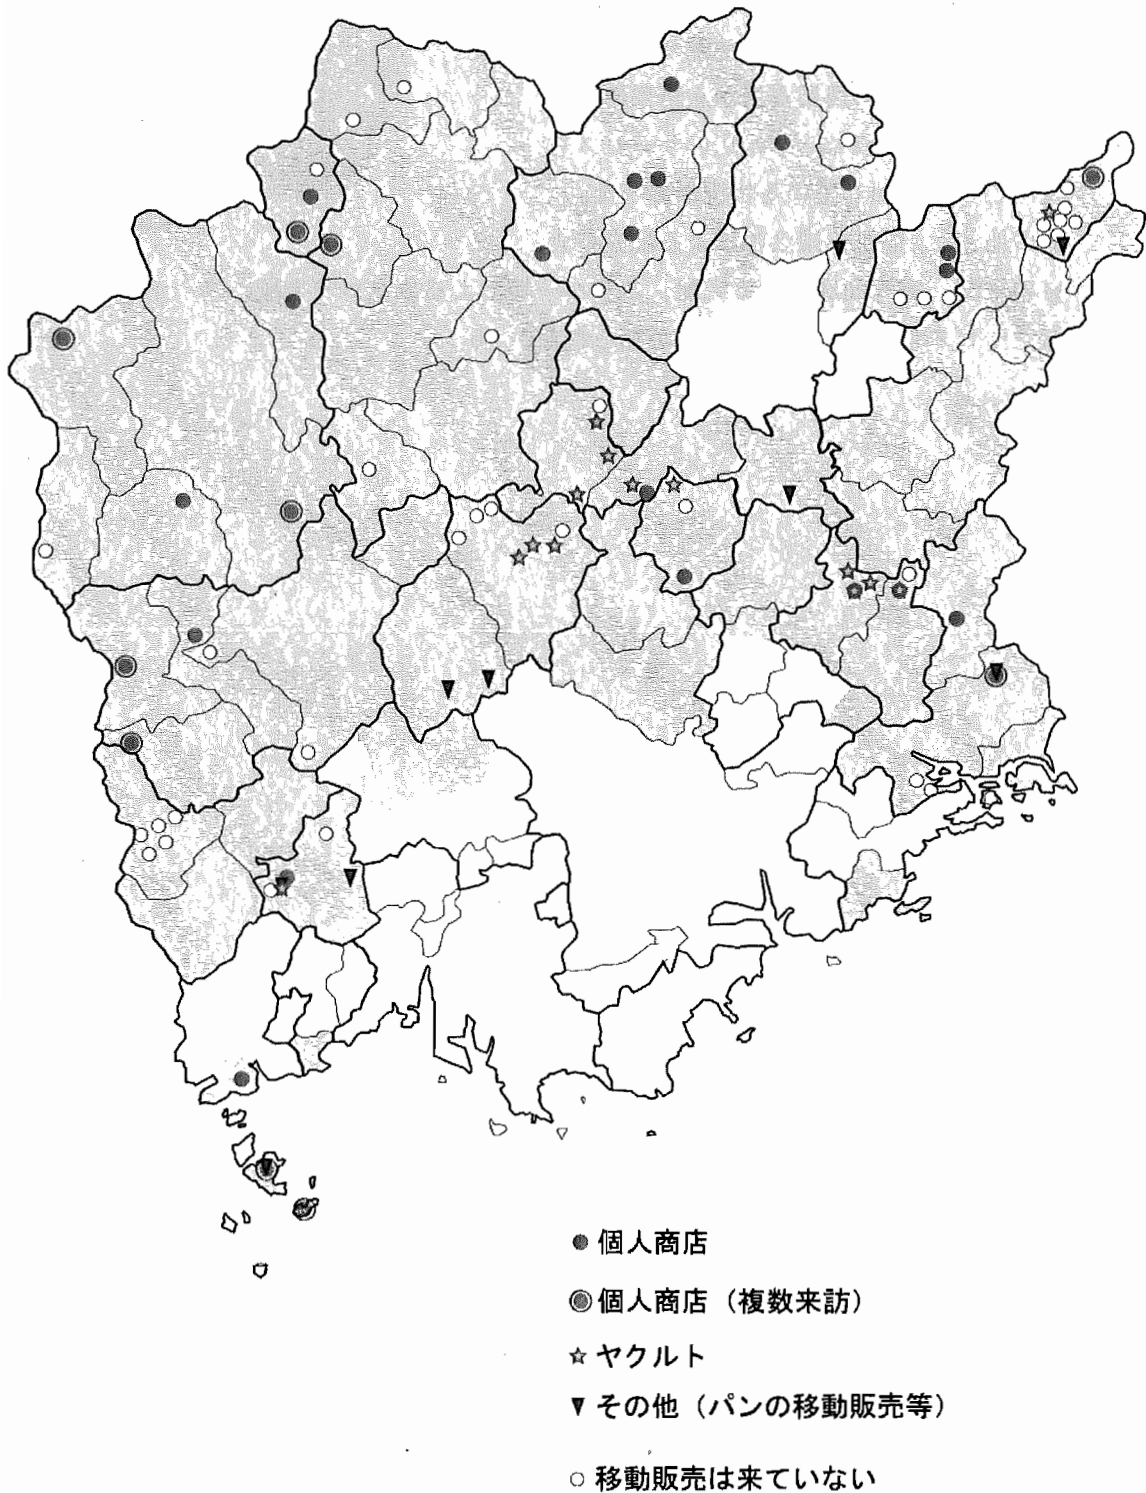 個人商店
個人商店（複数来訪）
ヤクルト
その他（パンの移動販売等）
移動販売は来ていない